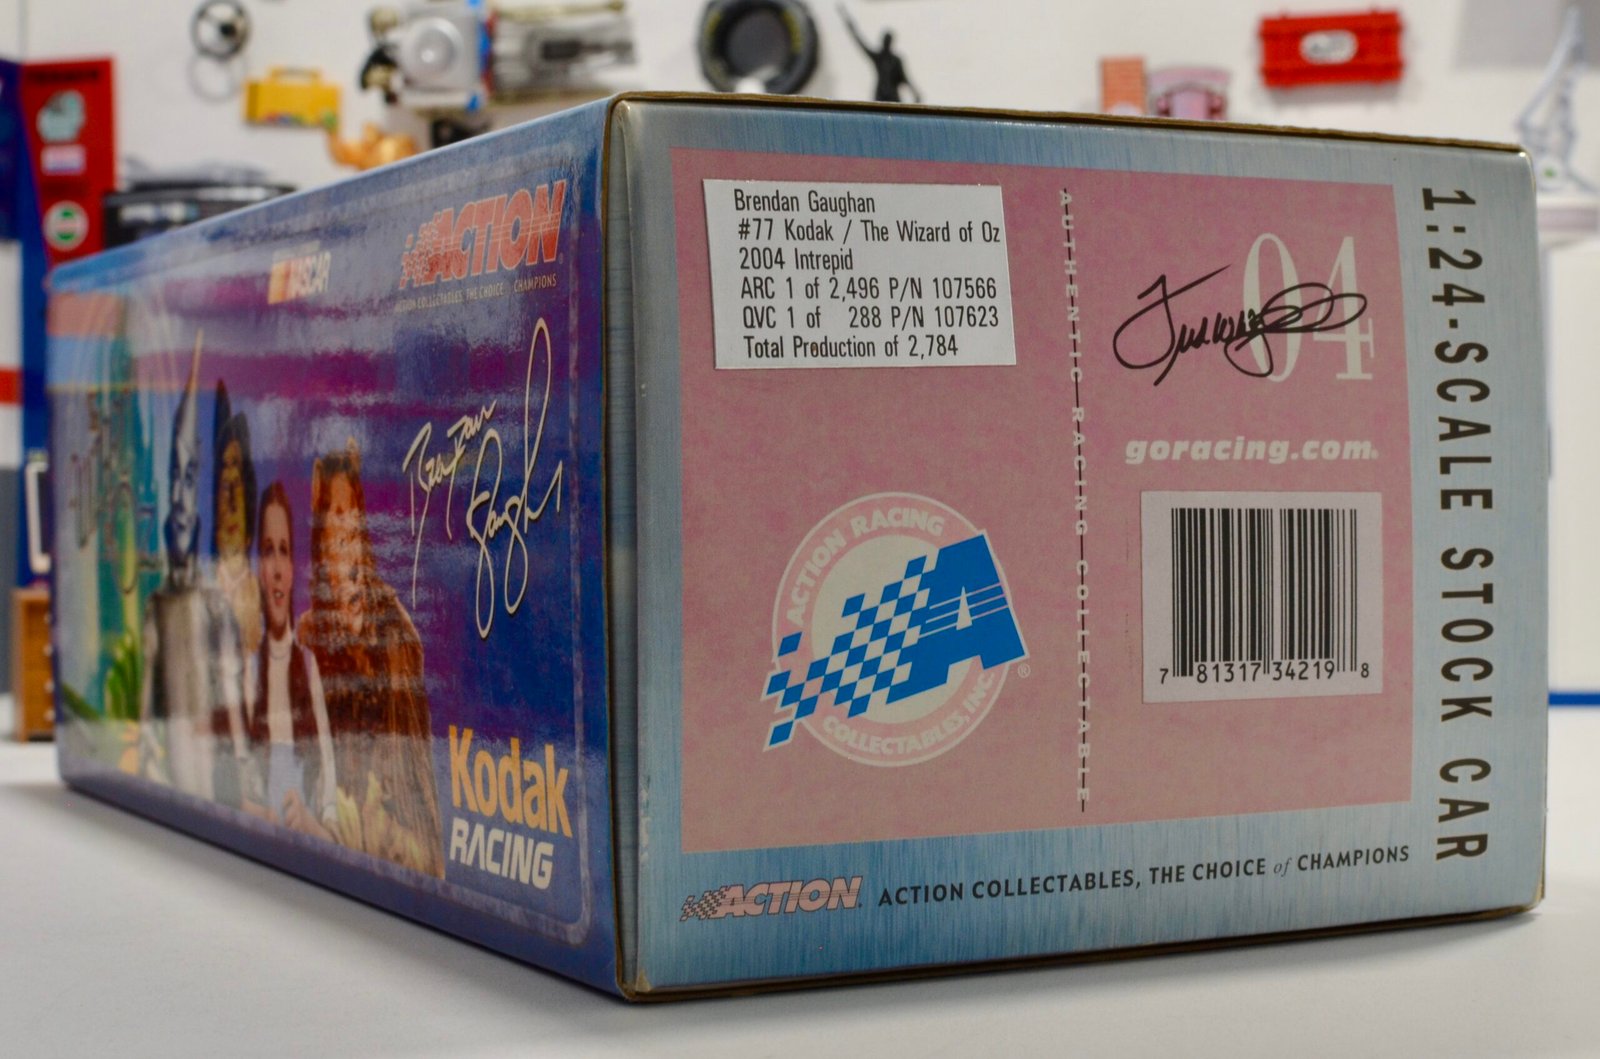 NASCAR
ACTION
ACTION COLLECTABLES, THE CHOICE of CHAMPIONS
Brendan Gaughan
Kodak
RACING
Brendan Gaughan
#77 Kodak / The Wizard of Oz
2004 Intrepid
ARC 1 of 2,496 P/N 107566
QVC 1 of 288 P/N 107623
Total Production of 2,784
AUTHENTIC RACING COLLECTABLE
04
goracing.com®
ACTION RACING
A
COLLECTABLES, INC.
®
7 81317 34219 8
1:24-SCALE STOCK CAR
ACTION ACTION COLLECTABLES, THE CHOICE of CHAMPIONS